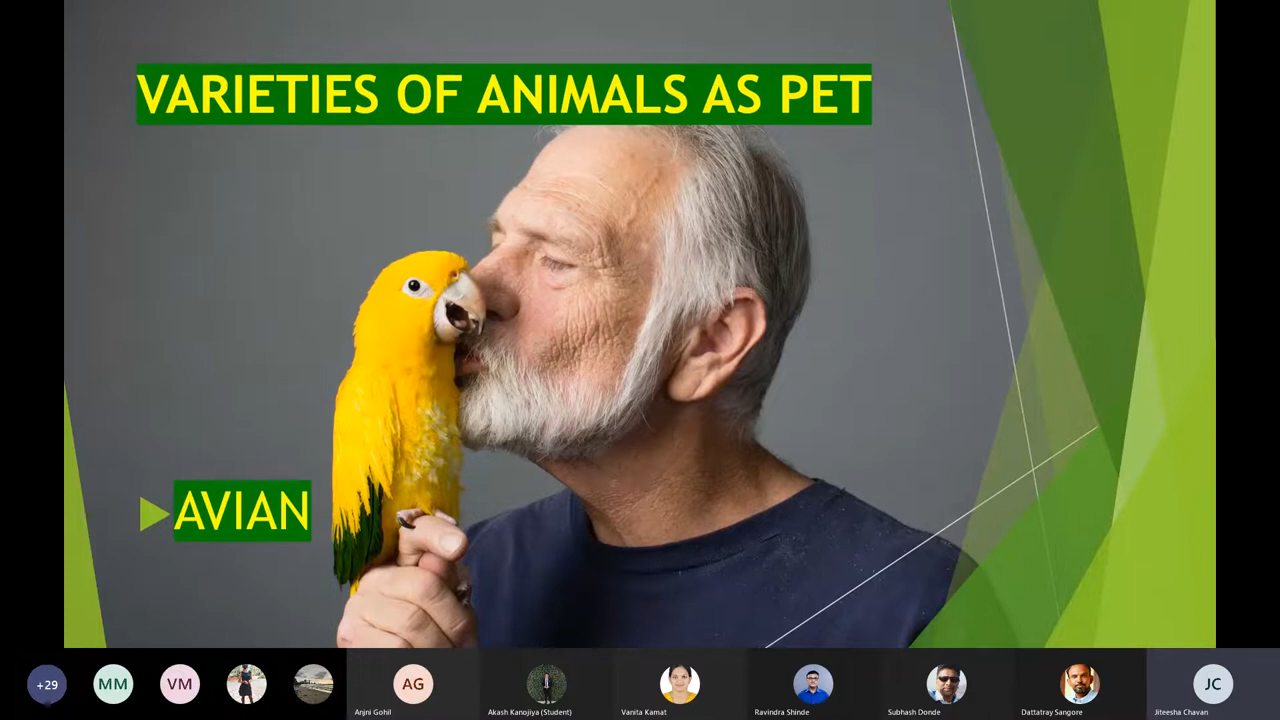 VARIETIES OF ANIMALS AS PET
AVIAN
+29
MM
VM
AG
JC
Anjni Gohil
Akash Kanojiya (Student)
Vanita Kamat
Ravindra Shinde
Subhash Donde
Dattatray Sangore
Jiteesha Chavan